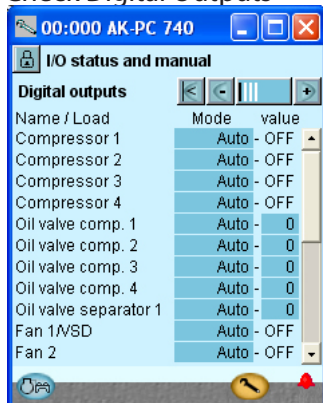 Check Digital Outputs
00:000 AK-PC 740
I/O status and manual
Digital outputs
Name / Load Mode value
Compressor 1 Auto - OFF
Compressor 2 Auto - OFF
Compressor 3 Auto - OFF
Compressor 4 Auto - OFF
Oil valve comp. 1 Auto - 0
Oil valve comp. 2 Auto - 0
Oil valve comp. 3 Auto - 0
Oil valve comp. 4 Auto - 0
Oil valve separator 1 Auto - 0
Fan 1/VSD Auto - OFF
Fan 2 Auto - OFF